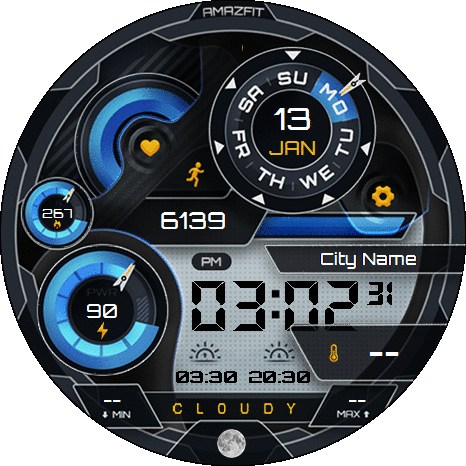 AMAZFIT
SU
MO
TU
WE
TH
FR
SA
13
JAN
267
6139
PM
City Name
03:02 31
PWR
90
--
03:30 20:30
--
MIN
CLOUDY
--
MAX